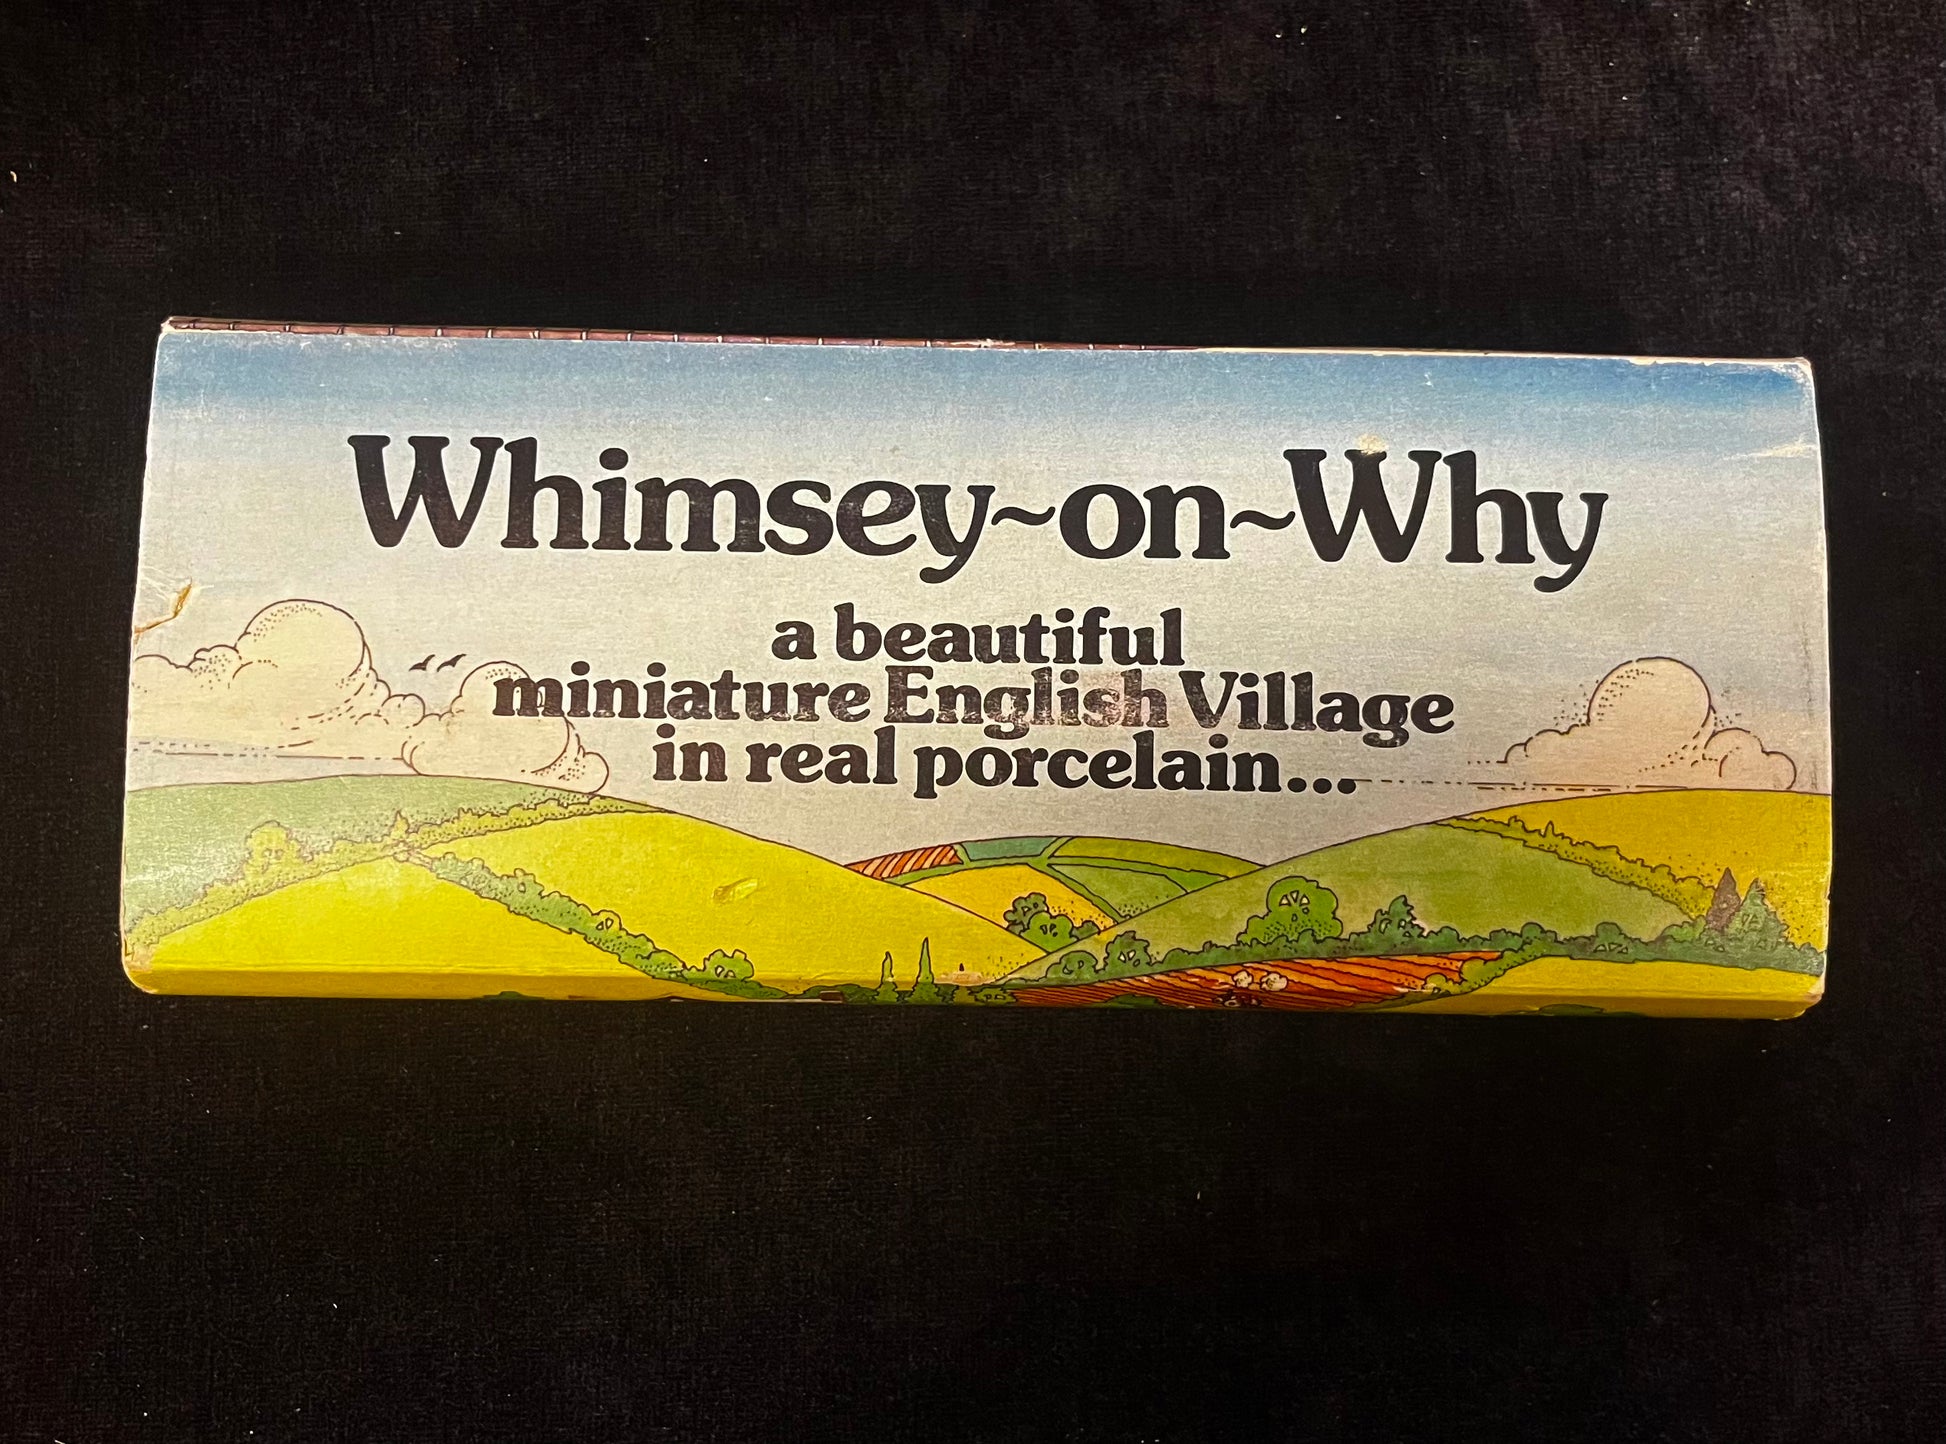 Whimsey~on~Why
a beautiful
miniature English Village
in real porcelain...